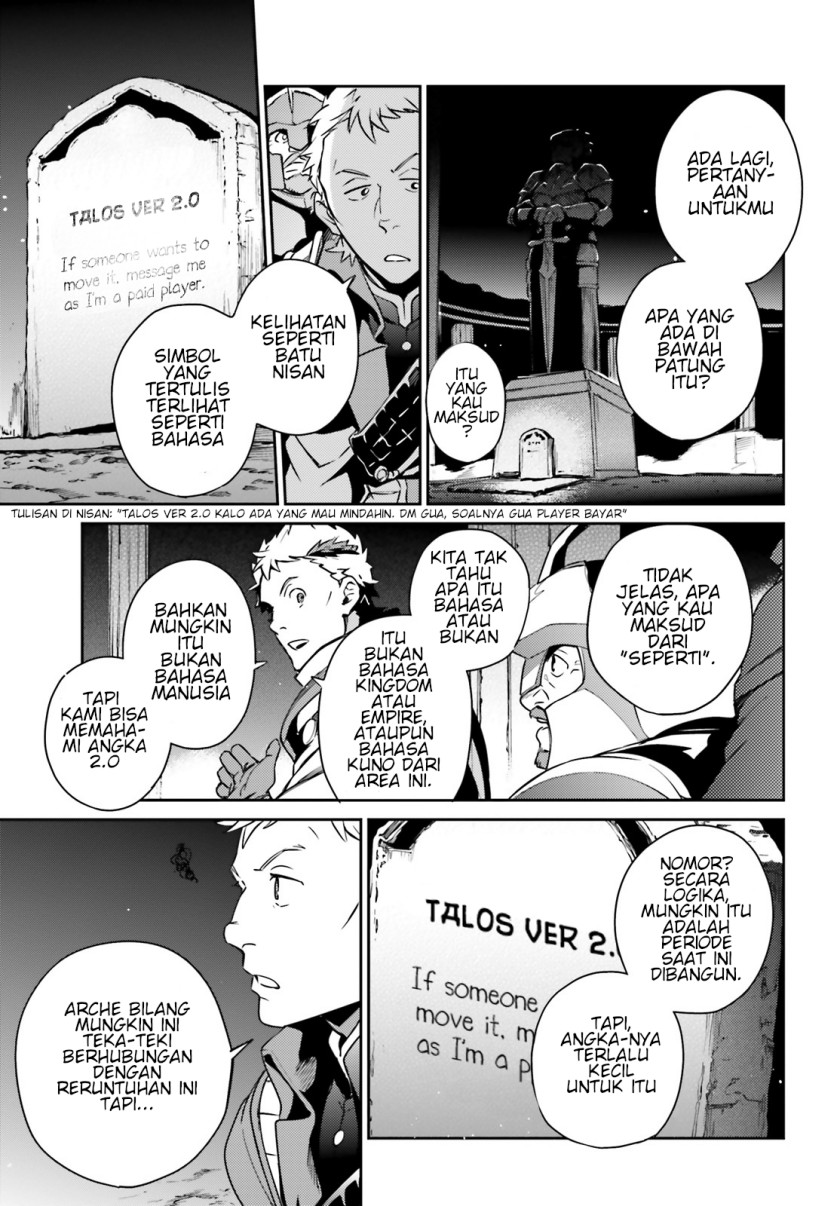 ADA LAGI,
PERTANY-
AAN
UNTUKMU
APA YANG
ADA DI
BAWAH
PATUNG
ITU?
ITU
YANG
KAU
MAKSUD
?
KELIHATAN
SEPERTI
BATU
NISAN
TALOS VER 2.0
If someone wants to
move it, message me
as I'm a paid player.
SIMBOL
YANG
TERTULIS
TERLIHAT
SEPERTI
BAHASA
TULISAN DI NISAN: "TALOS VER 2.0 KALO ADA YANG MAU MINDAHIN. DM GUA, SOALNYA GUA PLAYER BAYAR"
TIDAK
JELAS, APA
YANG KAU
MAKSUD
DARI
"SEPERTI".
KITA TAK
TAHU
APA ITU
BAHASA
ATAU
BUKAN
ITU
BUKAN
BAHASA
KINGDOM
ATAU
EMPIRE,
ATAUPUN
BAHASA
KUNO DARI
AREA INI.
BAHKAN
MUNGKIN
ITU
BUKAN
BAHASA
MANUSIA
TAPI
KAMI BISA
MEMAHA-
MI ANGKA
2.0
NOMOR?
SECARA
LOGIKA,
MUNGKIN ITU
ADALAH
PERIODE
SAAT INI
DIBANGUN.
TALOS VER 2.
If someone
move it, m
as I'm a p
TAPI,
ANGKA-NYA
TERLALU
KECIL
UNTUK ITU
ARCHE BILANG
MUNGKIN INI
TEKA-TEKI
BERHUBUNGAN
DENGAN
RERUNTUHAN INI
TAPI...